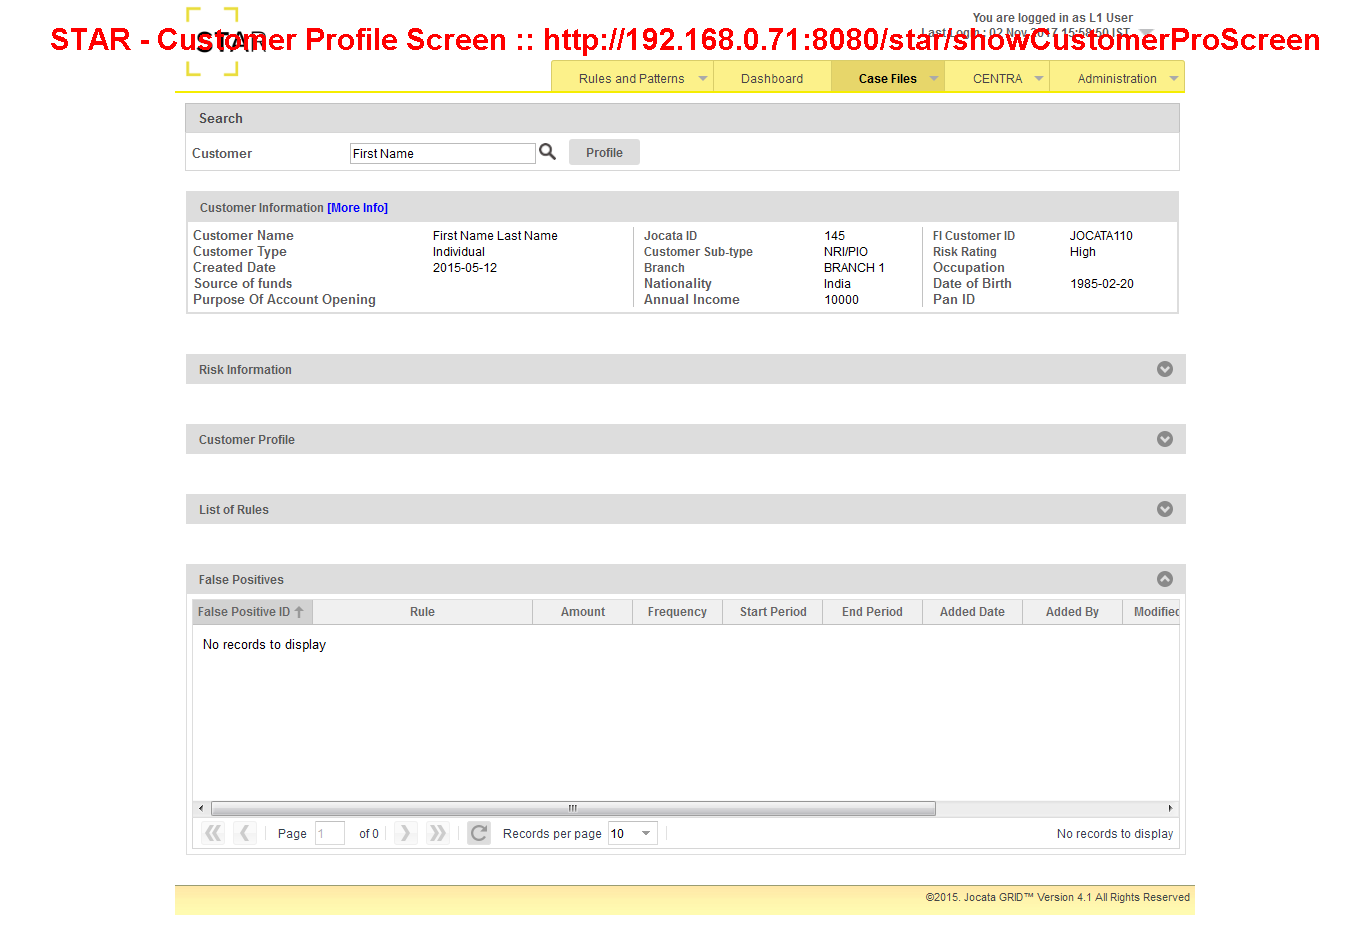 You are logged in as L1 User
STAR
STAR - Customer Profile Screen :: http://192.168.0.71:8080/star/showCustomerProScreen
Last Login : 02 Nov 2017 15:58:50 IST
Rules and Patterns Dashboard Case Files CENTRA Administration
Search
Customer First Name Profile
Customer Information [More Info]
Customer Name First Name Last Name Jocata ID 145 FI Customer ID JOCATA110
Customer Type Individual Customer Sub-type NRI/PIO Risk Rating High
Created Date 2015-05-12 Branch BRANCH 1 Occupation
Source of funds Nationality India Date of Birth 1985-02-20
Purpose Of Account Opening Annual Income 10000 Pan ID
Risk Information
Customer Profile
List of Rules
False Positives
False Positive ID Rule Amount Frequency Start Period End Period Added Date Added By Modified
No records to display
Page 1 of 0 Records per page 10 No records to display
©2015. Jocata GRID™ Version 4.1 All Rights Reserved